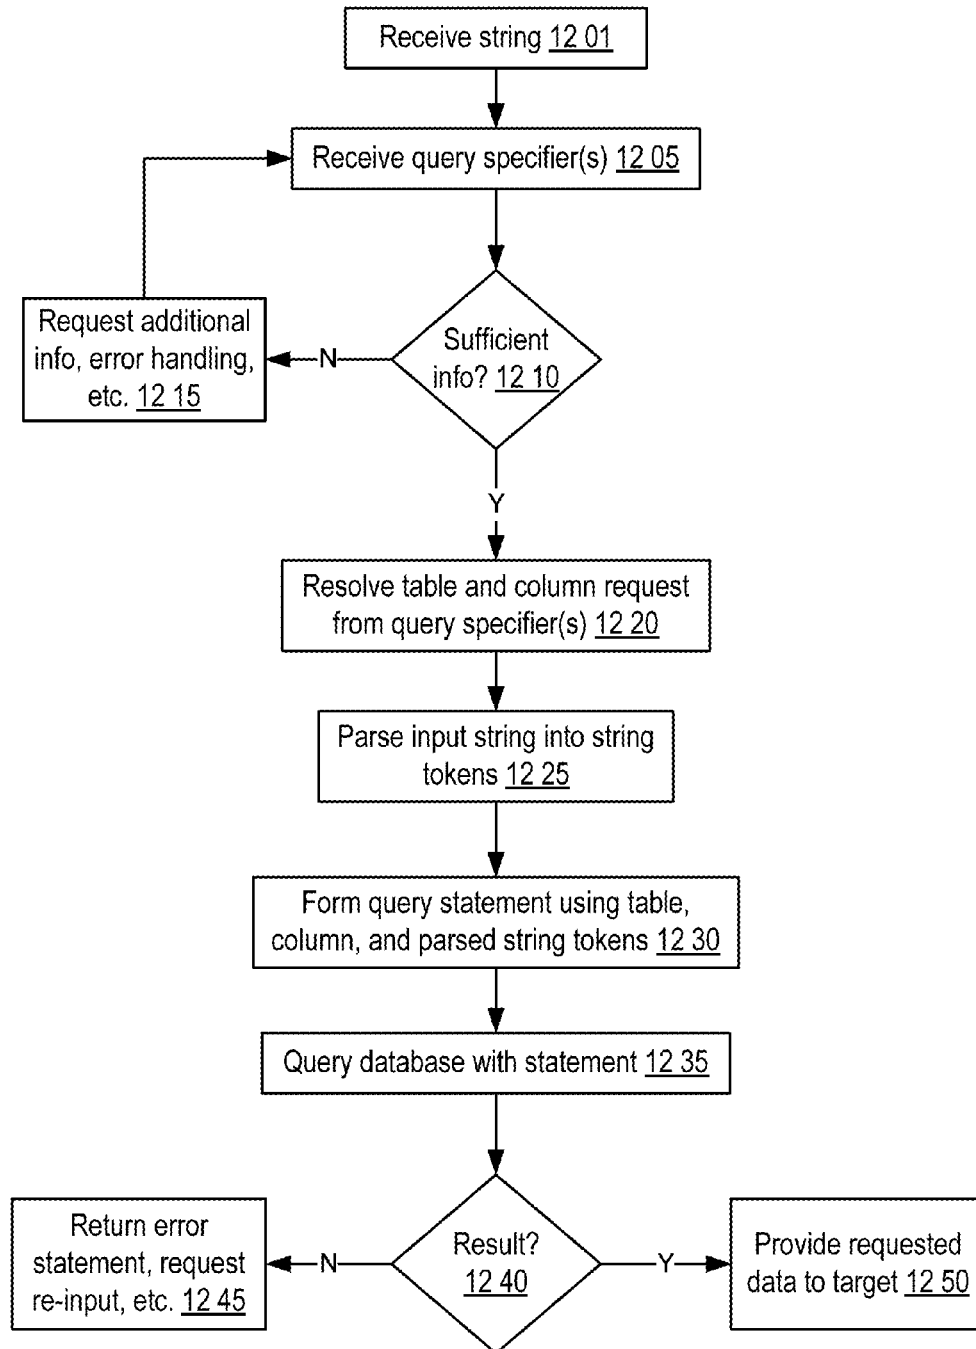 Receive string 12 01
Receive query specifier(s) 12 05
Request additional
info, error handling,
etc. 12 15
N
Sufficient
info? 12 10
Y
Resolve table and column request
from query specifier(s) 12 20
Parse input string into string
tokens 12 25
Form query statement using table,
column, and parsed string tokens 12 30
Query database with statement 12 35
Return error
statement, request
re-input, etc. 12 45
N
Result?
12 40
Y
Provide requested
data to target 12 50